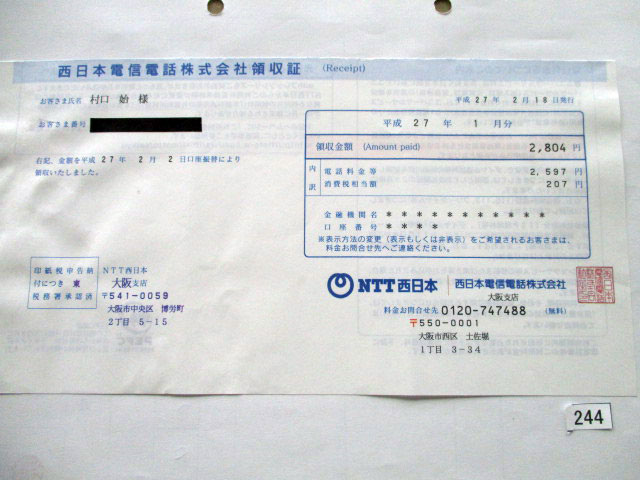 西日本電信電話株式会社領収証 (Receipt)
お客さま氏名 村口 始 様
お客さま番号
平成 27 年 2 月 18 日発行
平成 27 年 1 月分
領収金額 (Amount paid) 2,804 円
内訳 電話料金等 2,597 円
消費税相当額 207 円
右記、金額を平成 27 年 2 月 2 日口座振替により
領収いたしました。
金融機関名 * * * * * * * * * * *
口座番号 * * * *
※表示方法の変更(表示もしくは非表示)をご希望されるお客さまは、
料金お問合せ先へご連絡ください。
印紙税申告納
付につき 東
税務署承認済
NTT西日本
大阪支店
〒541-0059
大阪市中央区 博労町
2丁目 5-15
NTT西日本 西日本電信電話株式会社
大阪支店
料金お問合せ先 0120-747488 (無料)
〒550-0001
大阪市西区 土佐堀
1丁目 3-34
244